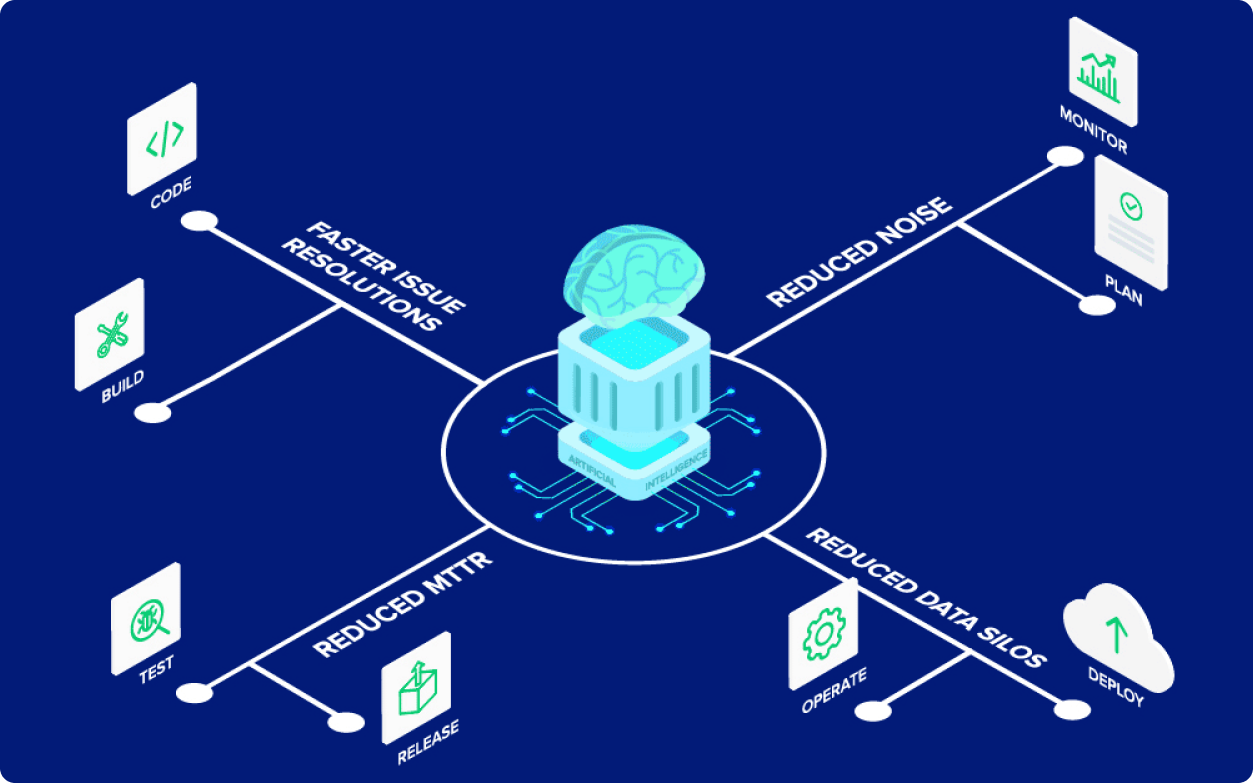 CODE
FASTER ISSUE
RESOLUTIONS
BUILD
MONITOR
REDUCED NOISE
PLAN
ARTIFICIAL
INTELLIGENCE
TEST
REDUCED MTTR
RELEASE
REDUCED DATA SILOS
OPERATE
DEPLOY